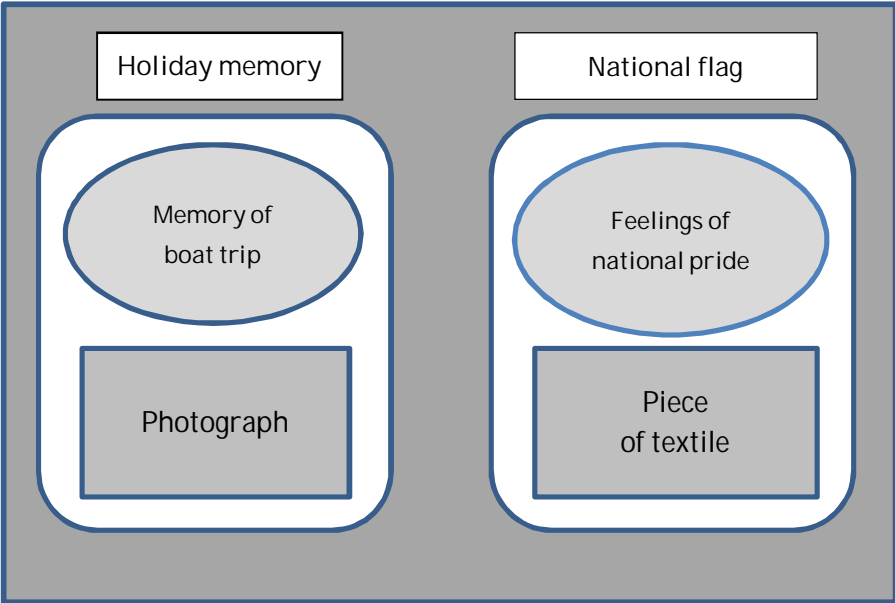 Holiday memory
National flag
Memory of
boat trip
Feelings of
national pride
Photograph
Piece
of textile